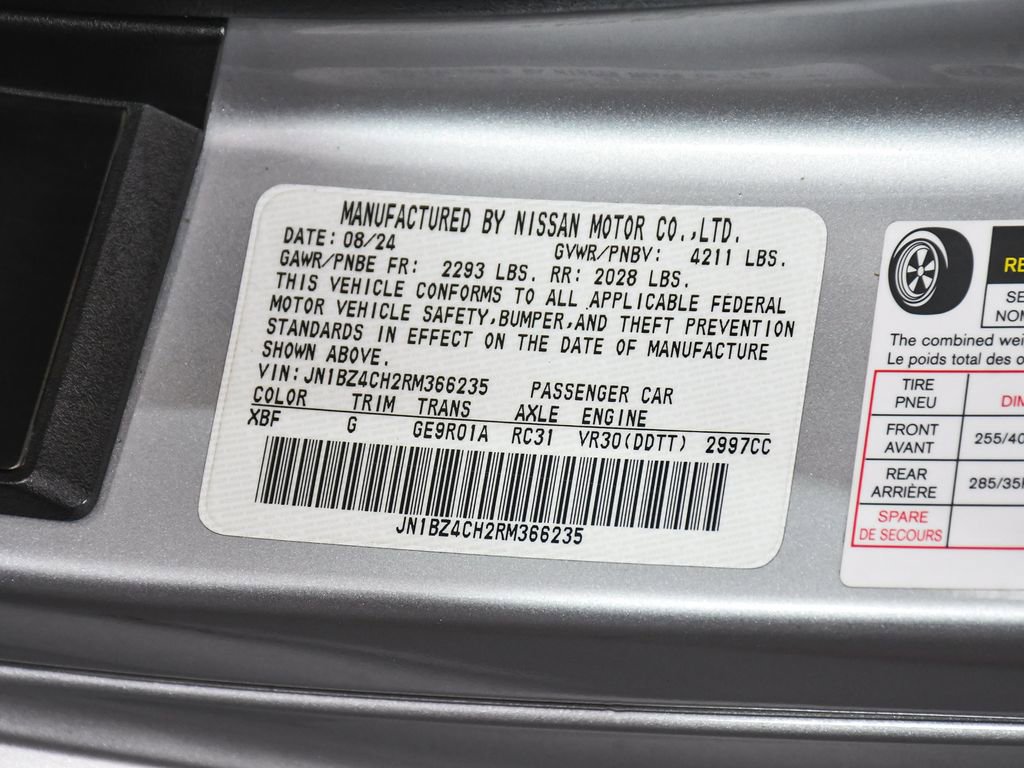 MANUFACTURED BY NISSAN MOTOR CO.,LTD.
DATE: 08/24 GVWR/PNBV: 4211 LBS.
GAWR/PNBE FR: 2293 LBS. RR: 2028 LBS.
THIS VEHICLE CONFORMS TO ALL APPLICABLE FEDERAL
MOTOR VEHICLE SAFETY,BUMPER,AND THEFT PREVENTION
STANDARDS IN EFFECT ON THE DATE OF MANUFACTURE
SHOWN ABOVE.
VIN: JN1BZ4CH2RM366235 PASSENGER CAR
COLOR TRIM TRANS AXLE ENGINE
XBF G GE9R01A RC31 VR30(DDTT) 2997CC
JN1BZ4CH2RM366235
The combined
Le poids total des
TIRE
PNEU
FRONT
AVANT
255/40
REAR
ARRIÈRE
285/35
SPARE
DE SECOURS